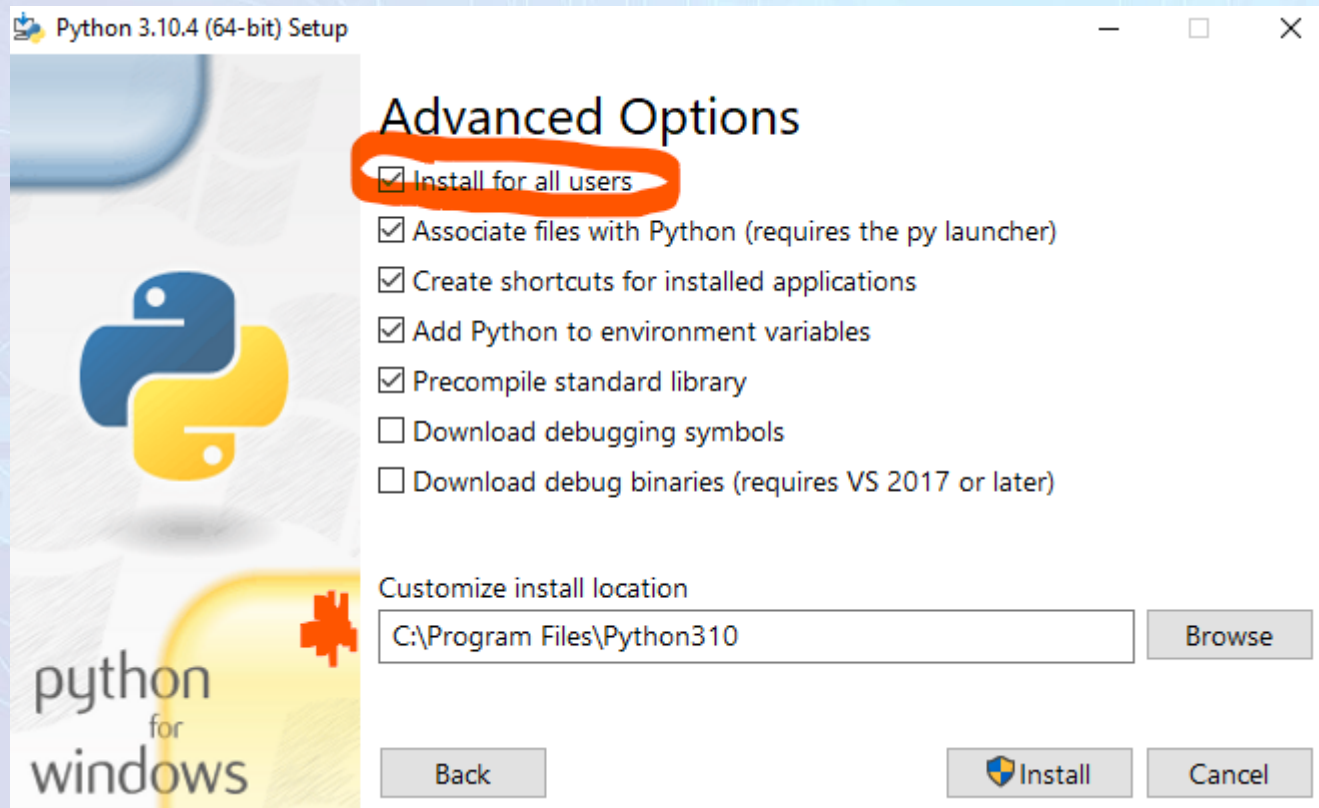 Python 3.10.4 (64-bit) Setup
Advanced Options
Install for all users
Associate files with Python (requires the py launcher)
Create shortcuts for installed applications
Add Python to environment variables
Precompile standard library
Download debugging symbols
Download debug binaries (requires VS 2017 or later)
Customize install location
C:\Program Files\Python310
Browse
python
for
windows
Back
Install
Cancel